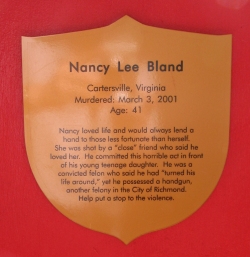 Nancy Lee Bland
Cartersville, Virginia
Murdered: March 3, 2001
Age: 41
Nancy loved life and would always lend a
hand to those less fortunate than herself.
She was shot by a "close" friend who said he
loved her. He committed this horrible act in front
of his young teenage daughter. He was a
convicted felon who said he had "turned his
life around," yet he possessed a handgun,
another felony in the City of Richmond.
Help put a stop to the violence.